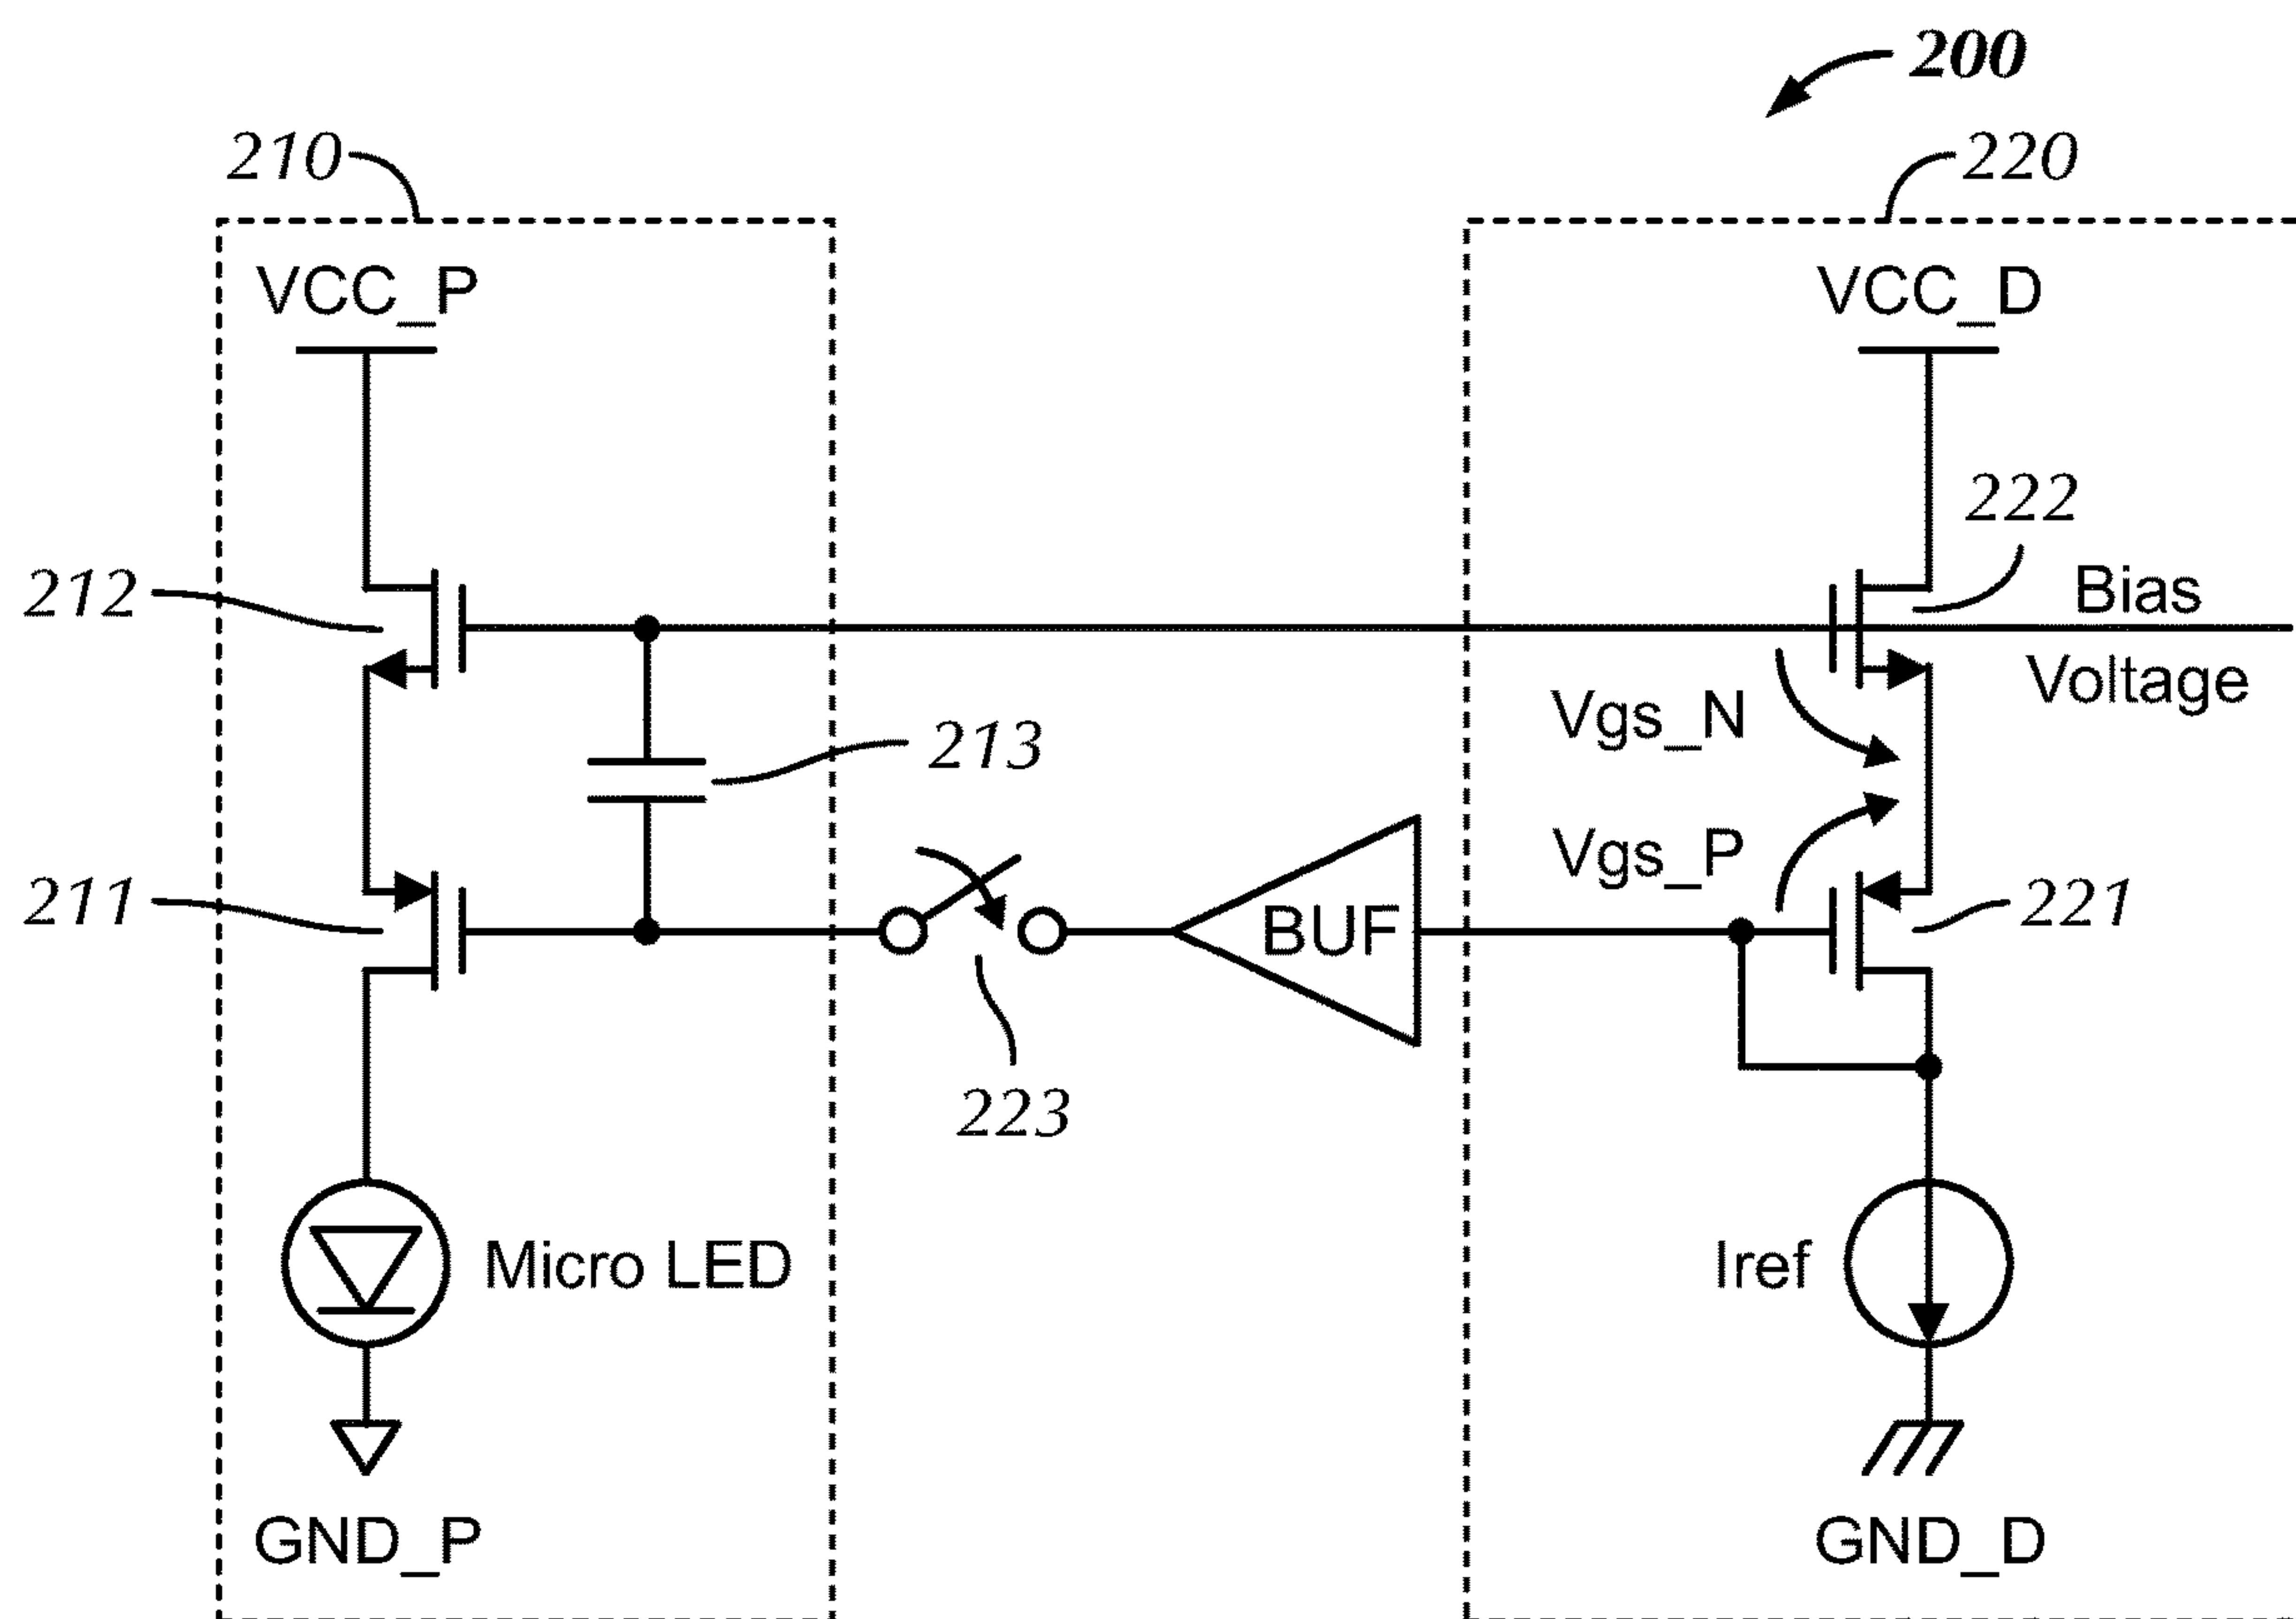 200
210
220
VCC_P
VCC_D
222
212
Bias
Voltage
Vgs_N
213
Vgs_P
211
BUF
221
223
Micro LED
Iref
GND_P
GND_D